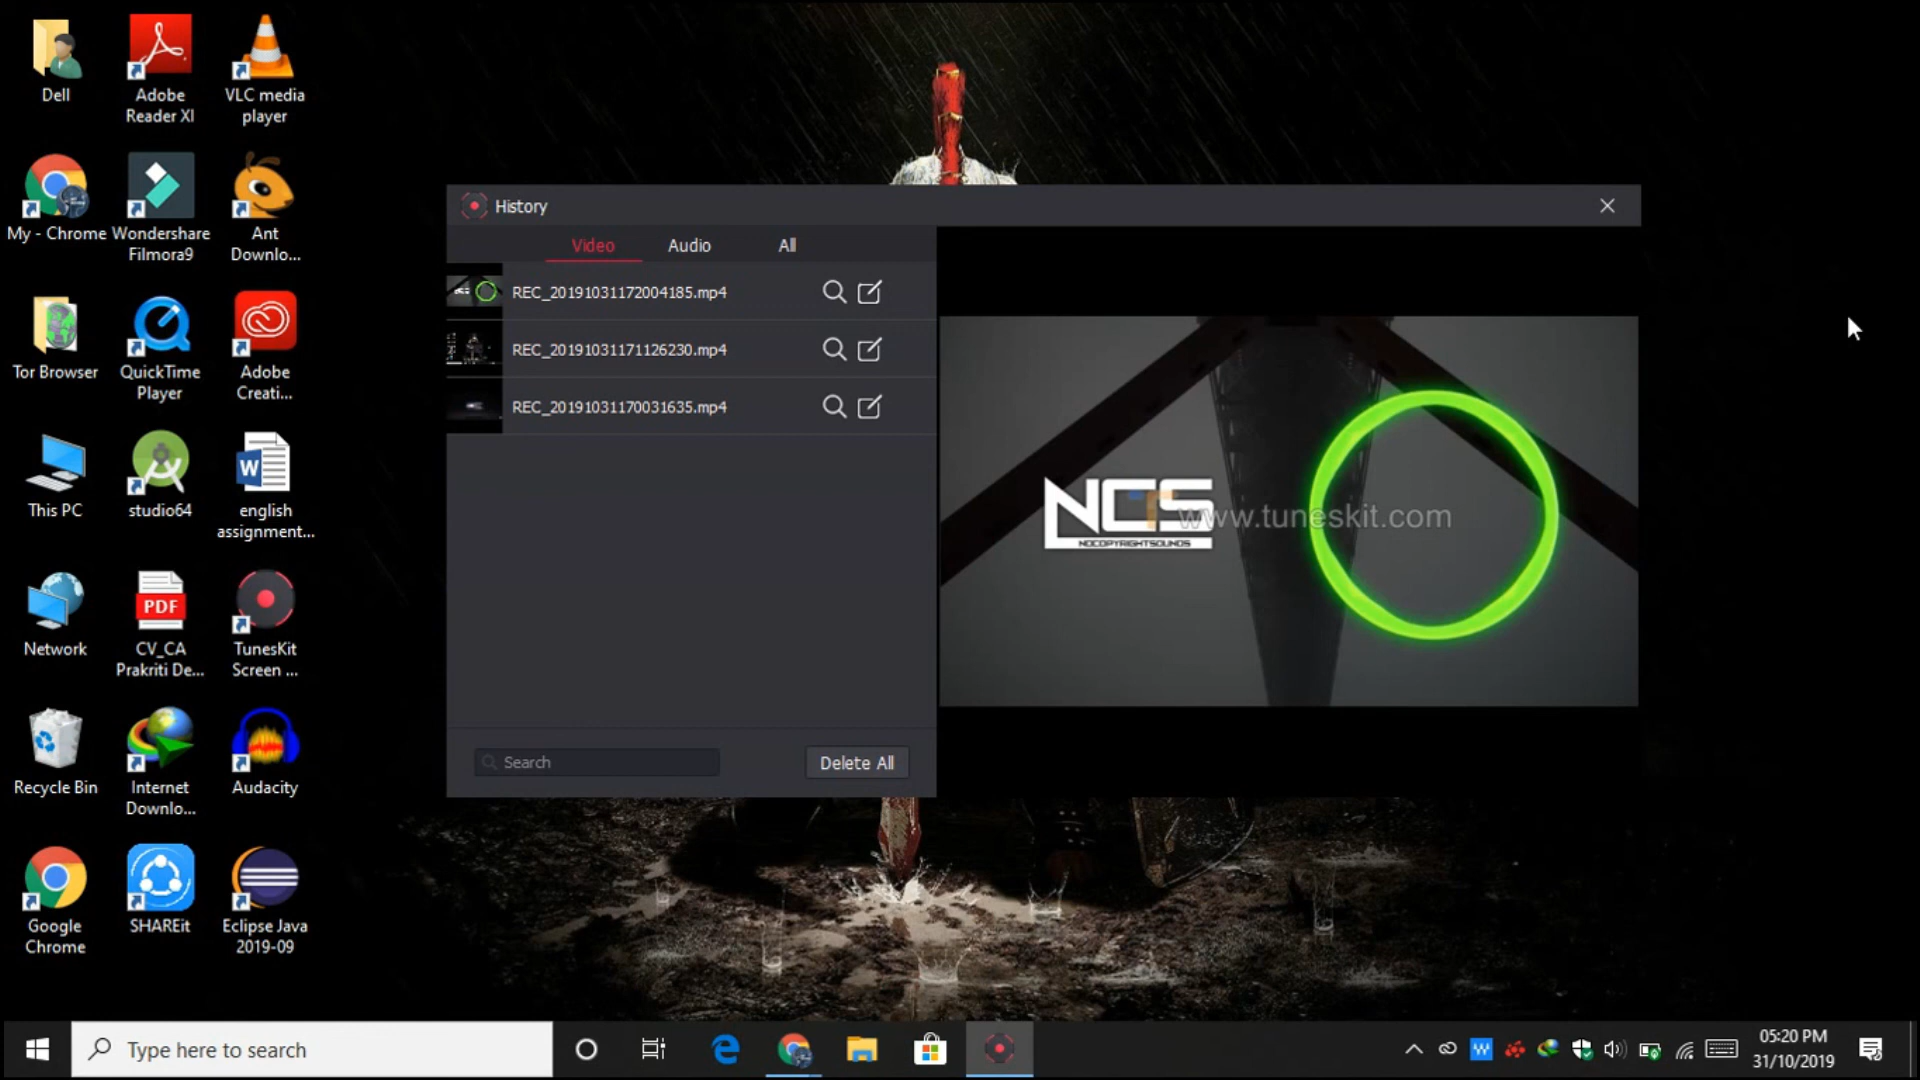 Dell
Adobe
Reader XI
VLC media
player
My - Chrome
Wondershare
Filmora9
Ant
Downlo...
Tor Browser
QuickTime
Player
Adobe
Creati...
This PC
studio64
W
english
assignment...
Network
PDF
CV_CA
Prakriti De...
TunesKit
Screen ...
Recycle Bin
Internet
Downlo...
Audacity
Google
Chrome
SHAREit
Eclipse Java
2019-09
History
Video
Audio
All
REC_20191031172004185.mp4
REC_20191031171126230.mp4
REC_20191031170031635.mp4
Search
Delete All
NCS
NOCOPYRIGHTSOUNDS
www.tuneskit.com
Type here to search
W
05:20 PM
31/10/2019